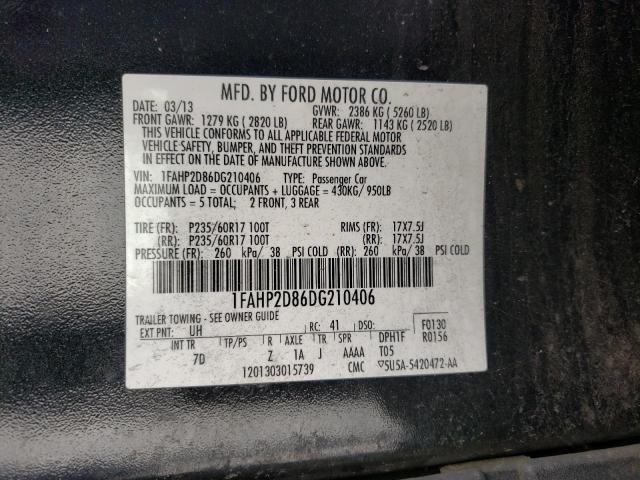 MFD. BY FORD MOTOR CO.
DATE: 03/13 GVWR: 2386 KG (5260 LB)
FRONT GAWR: 1279 KG (2820 LB) REAR GAWR: 1143 KG (2520 LB)
THIS VEHICLE CONFORMS TO ALL APPLICABLE FEDERAL MOTOR
VEHICLE SAFETY, BUMPER, AND THEFT PREVENTION STANDARDS
IN EFFECT ON THE DATE OF MANUFACTURE SHOWN ABOVE.
VIN: 1FAHP2D86DG210406 TYPE: Passenger Car
MAXIMUM LOAD = OCCUPANTS + LUGGAGE = 430KG/ 950LB
OCCUPANTS = 5 TOTAL; 2 FRONT, 3 REAR
TIRE (FR): P235/60R17 100T RIMS (FR): 17X7.5J
(RR): P235/60R17 100T (RR): 17X7.5J
PRESSURE (FR): 260 kPa/ 38 PSI COLD (RR): 260 kPa/ 38 PSI COLD
1FAHP2D86DG210406
TRAILER TOWING - SEE OWNER GUIDE
EXT PNT: UH RC: 41 DSO: F0130
INT TR TP/PS R AXLE TR SPR DPH1F R0156
7D Z 1A J AAAA T05
1201303015739 CMC ▽5U5A-5420472-AA